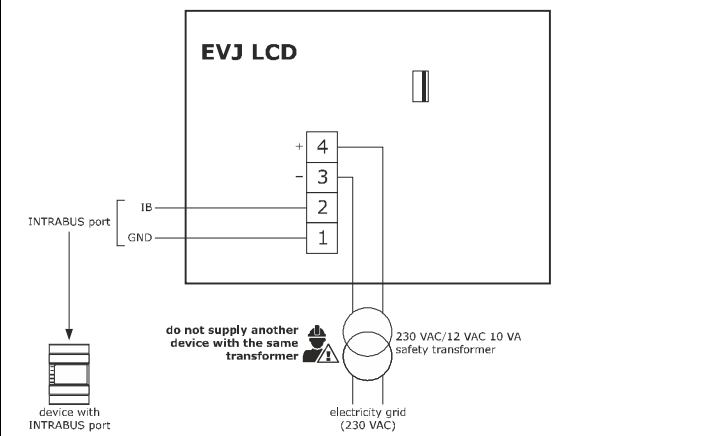 EVJ LCD
+ 4
– 3
IB 2
INTRABUS port
GND 1
do not supply another
device with the same
transformer
230 VAC/12 VAC 10 VA
safety transformer
device with
INTRABUS port
electricity grid
(230 VAC)